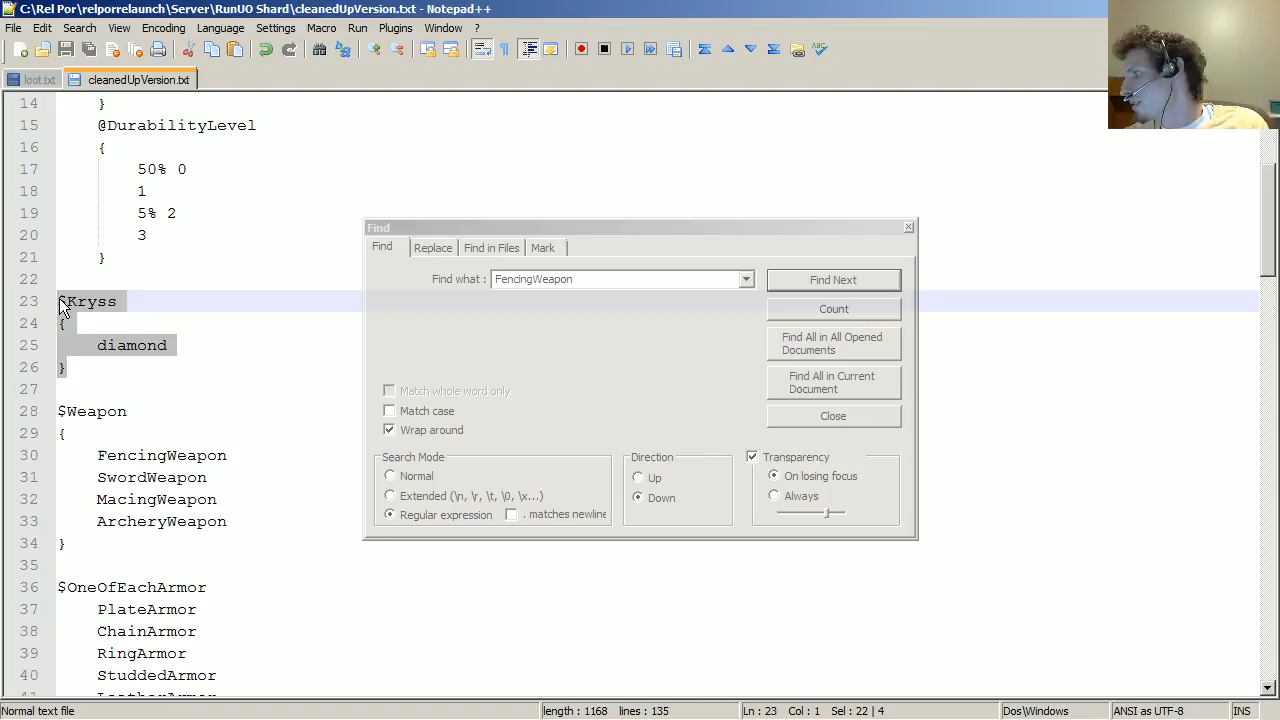 C:\Rel Por\relporrelaunch\Server\RunUO Shard\cleanedUpVersion.txt - Notepad++
File Edit Search View Encoding Language Settings Macro Run Plugins Window ?
loot.txt cleanedUpVersion.txt
14 }
15 @DurabilityLevel
16 {
17 50% 0
18 1
19 5% 2
20 3
21 }
22
23 $Kryss
24 {
25 diamond
26 }
27
28 $Weapon
29 {
30 FencingWeapon
31 SwordWeapon
32 MacingWeapon
33 ArcheryWeapon
34 }
35
36 $OneOfEachArmor
37 PlateArmor
38 ChainArmor
39 RingArmor
40 StuddedArmor
41 LeatherArmor
Find
Find Replace Find in Files Mark
Find what : FencingWeapon
Find Next
Count
Find All in All Opened Documents
Find All in Current Document
Close
Match whole word only
Match case
Wrap around
Search Mode
Normal
Extended (\n, \r, \t, \0, \x...)
Regular expression . matches newline
Direction
Up
Down
Transparency
On losing focus
Always
Normal text file length : 1168 lines : 135 Ln : 23 Col : 1 Sel : 22 | 4 Dos\Windows ANSI as UTF-8 INS